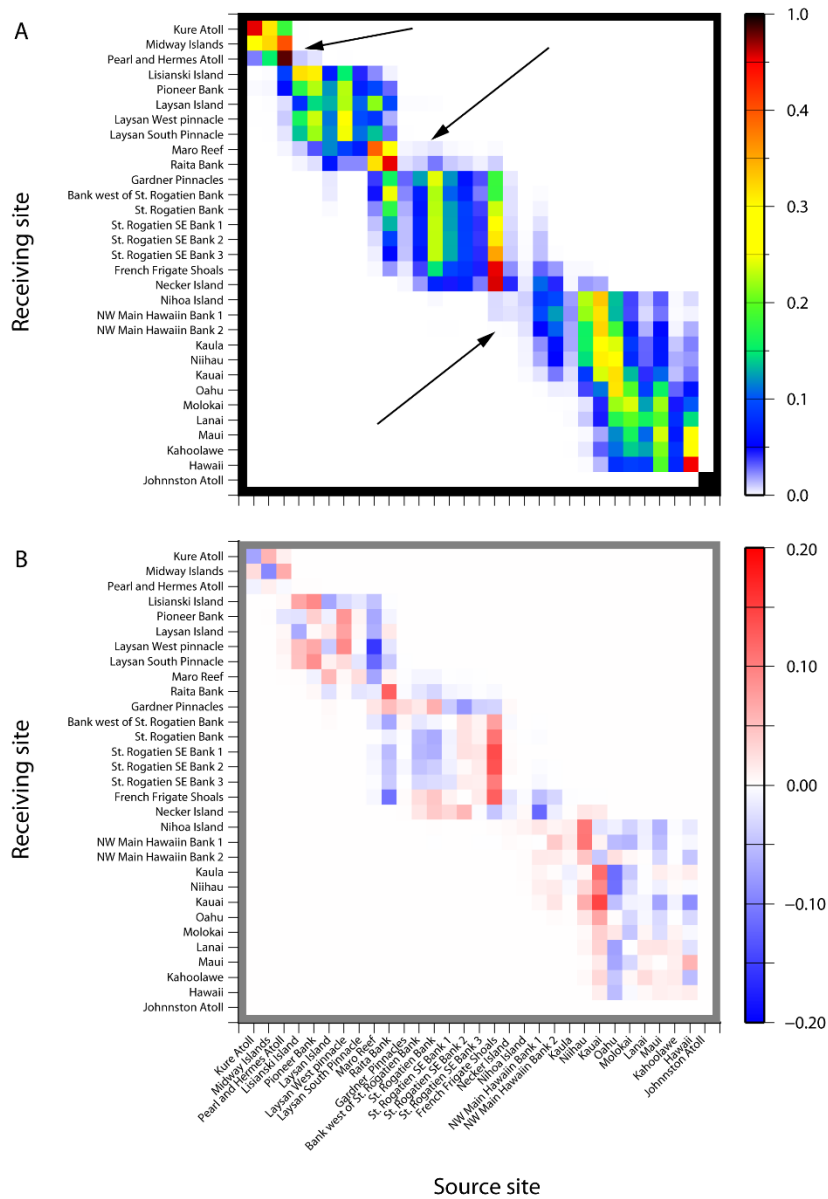 A
Kure Atoll
Midway Islands
Pearl and Hermes Atoll
Lisianski Island
Pioneer Bank
Laysan Island
Laysan West pinnacle
Laysan South Pinnacle
Maro Reef
Raita Bank
Gardner Pinnacles
Bank west of St. Rogatien Bank
St. Rogatien Bank
St. Rogatien SE Bank 1
St. Rogatien SE Bank 2
St. Rogatien SE Bank 3
French Frigate Shoals
Necker Island
Nihoa Island
NW Main Hawaiin Bank 1
NW Main Hawaiin Bank 2
Kaula
Niihau
Kauai
Oahu
Molokai
Lanai
Maui
Kahoolawe
Hawaii
Johnnston Atoll
Receiving site
1.0
0.4
0.3
0.2
0.1
0.0
B
Kure Atoll
Midway Islands
Pearl and Hermes Atoll
Lisianski Island
Pioneer Bank
Laysan Island
Laysan West pinnacle
Laysan South Pinnacle
Maro Reef
Raita Bank
Gardner Pinnacles
Bank west of St. Rogatien Bank
St. Rogatien Bank
St. Rogatien SE Bank 1
St. Rogatien SE Bank 2
St. Rogatien SE Bank 3
French Frigate Shoals
Necker Island
Nihoa Island
NW Main Hawaiin Bank 1
NW Main Hawaiin Bank 2
Kaula
Niihau
Kauai
Oahu
Molokai
Lanai
Maui
Kahoolawe
Hawaii
Johnnston Atoll
Receiving site
0.20
0.10
0.00
−0.10
−0.20
Kure Atoll
Midway Islands
Pearl and Hermes Atoll
Lisianski Island
Pioneer Bank
Laysan Island
Laysan West pinnacle
Laysan South Pinnacle
Maro Reef
Raita Bank
Gardner Pinnacles
Bank west of St. Rogatien Bank
St. Rogatien Bank
St. Rogatien SE Bank 1
St. Rogatien SE Bank 2
St. Rogatien SE Bank 3
French Frigate Shoals
Necker Island
Nihoa Island
NW Main Hawaiin Bank 1
NW Main Hawaiin Bank 2
Kaula
Niihau
Kauai
Oahu
Molokai
Lanai
Maui
Kahoolawe
Hawaii
Johnnston Atoll
Source site